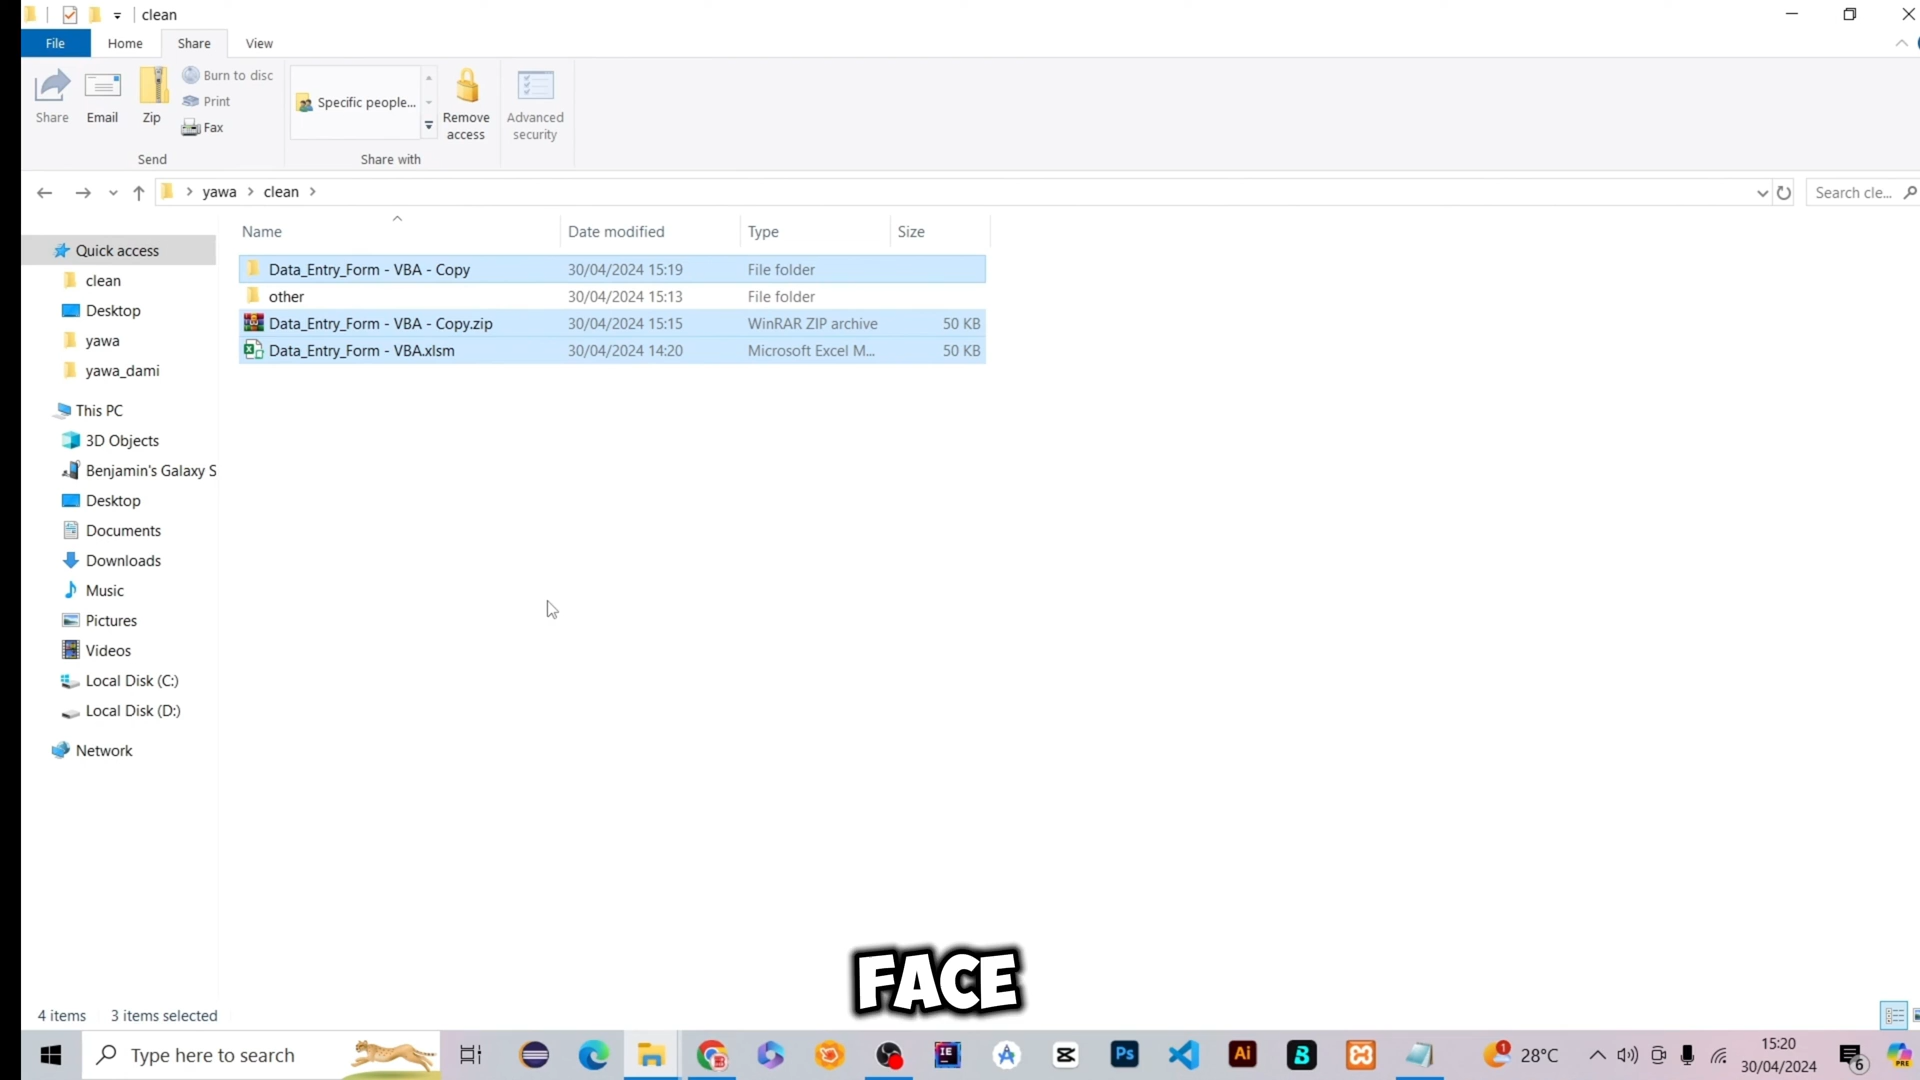 clean
File Home Share View
Share
Email
Zip
Burn to disc
Print
Fax
Send
Specific people...
Remove access
Share with
Advanced security
yawa clean
Search cle...
Name Date modified Type Size
Data_Entry_Form - VBA - Copy 30/04/2024 15:19 File folder
other 30/04/2024 15:13 File folder
Data_Entry_Form - VBA - Copy.zip 30/04/2024 15:15 WinRAR ZIP archive 50 KB
Data_Entry_Form - VBA.xlsm 30/04/2024 14:20 Microsoft Excel M... 50 KB
Quick access
clean
Desktop
yawa
yawa_dami
This PC
3D Objects
Benjamin's Galaxy S
Desktop
Documents
Downloads
Music
Pictures
Videos
Local Disk (C:)
Local Disk (D:)
Network
FACE
4 items 3 items selected
Type here to search
IE
Ps
Ai
B
1
28°C
15:20
30/04/2024
6
PRE